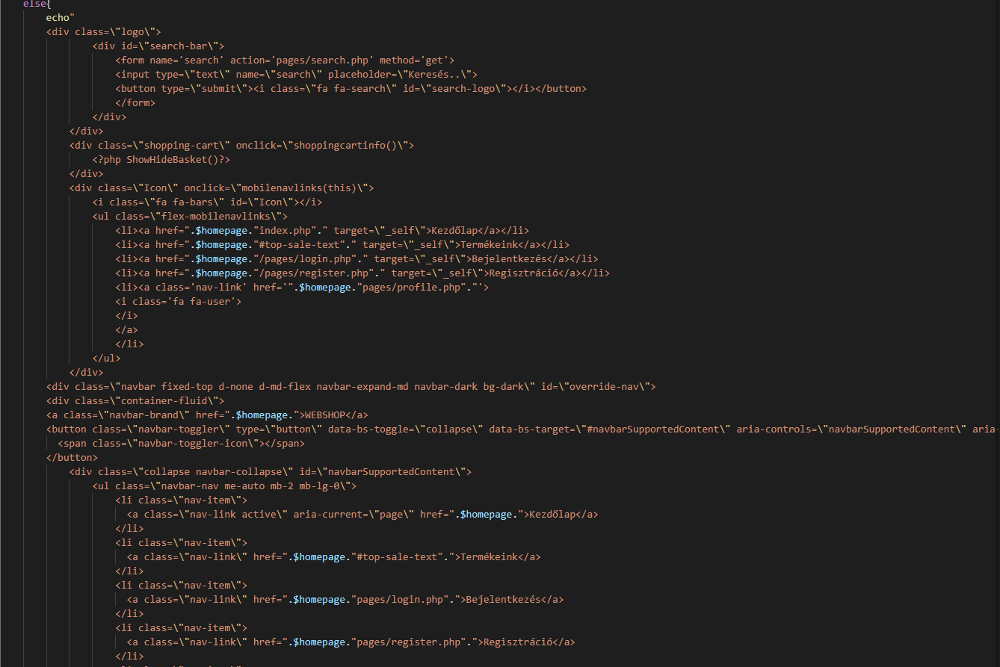 else{
echo"
<div class=\"logo\">
<div id=\"search-bar\">
<form name='search' action='pages/search.php' method='get'>
<input type=\"text\" name=\"search\" placeholder=\"Keresés..\">
<button type=\"submit\"><i class=\"fa fa-search\" id=\"search-logo\"></i></button>
</form>
</div>
</div>
<div class=\"shopping-cart\" onclick=\"shoppingcartinfo()\">
<?php ShowHideBasket()?>
</div>
<div class=\"Icon\" onclick=\"mobilenavlinks(this)\">
<i class=\"fa fa-bars\" id=\"Icon\"></i>
<ul class=\"flex-mobilenavlinks\">
<li><a href=".$homepage."index.php"." target=\"_self\">Kezdőlap</a></li>
<li><a href=".$homepage."#top-sale-text"." target=\"_self\">Termékeink</a></li>
<li><a href=".$homepage."/pages/login.php"." target=\"_self\">Bejelentkezés</a></li>
<li><a href=".$homepage."/pages/register.php"." target=\"_self\">Regisztráció</a></li>
<li><a class='nav-link' href='".$homepage."pages/profile.php"."'>
<i class='fa fa-user'>
</i>
</a>
</li>
</ul>
</div>
<div class=\"navbar fixed-top d-none d-md-flex navbar-expand-md navbar-dark bg-dark\" id=\"override-nav\">
<div class=\"container-fluid\">
<a class=\"navbar-brand\" href=".$homepage.">WEBSHOP</a>
<button class=\"navbar-toggler\" type=\"button\" data-bs-toggle=\"collapse\" data-bs-target=\"#navbarSupportedContent\" aria-controls=\"navbarSupportedContent\" aria-
<span class=\"navbar-toggler-icon\"></span>
</button>
<div class=\"collapse navbar-collapse\" id=\"navbarSupportedContent\">
<ul class=\"navbar-nav me-auto mb-2 mb-lg-0\">
<li class=\"nav-item\">
<a class=\"nav-link active\" aria-current=\"page\" href=".$homepage.">Kezdőlap</a>
</li>
<li class=\"nav-item\">
<a class=\"nav-link\" href=".$homepage."#top-sale-text".">Termékeink</a>
</li>
<li class=\"nav-item\">
<a class=\"nav-link\" href=".$homepage."pages/login.php".">Bejelentkezés</a>
</li>
<li class=\"nav-item\">
<a class=\"nav-link\" href=".$homepage."pages/register.php".">Regisztráció</a>
</li>